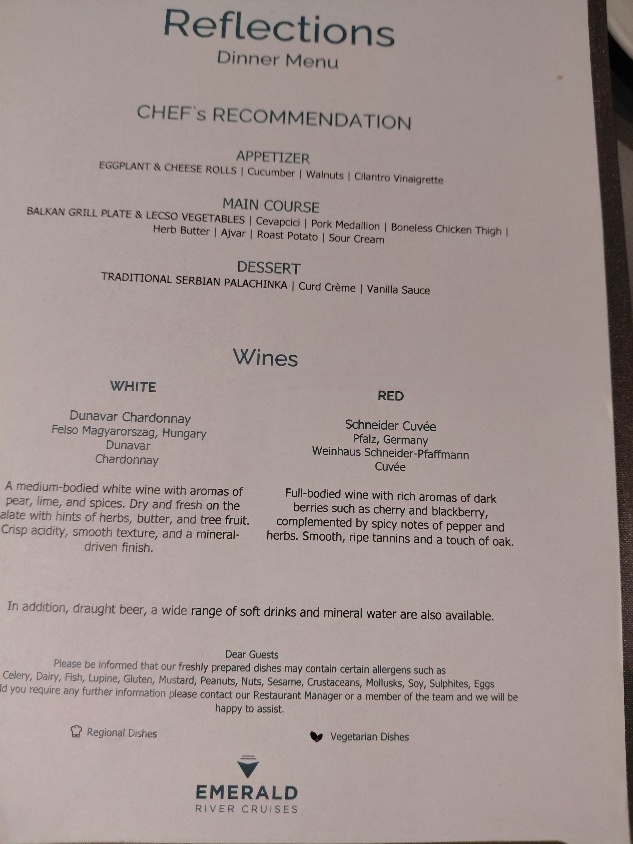 Reflections
Dinner Menu
CHEF`s RECOMMENDATION
APPETIZER
EGGPLANT & CHEESE ROLLS | Cucumber | Walnuts | Cilantro Vinaigrette
MAIN COURSE
BALKAN GRILL PLATE & LECSO VEGETABLES | Cevapcici | Pork Medallion | Boneless Chicken Thigh |
Herb Butter | Ajvar | Roast Potato | Sour Cream
DESSERT
TRADITIONAL SERBIAN PALACHINKA | Curd Crème | Vanilla Sauce
Wines
WHITE
Dunavar Chardonnay
Felso Magyarorszag, Hungary
Dunavar
Chardonnay
A medium-bodied white wine with aromas of
pear, lime, and spices. Dry and fresh on the
alate with hints of herbs, butter, and tree fruit.
Crisp acidity, smooth texture, and a mineral-
driven finish.
RED
Schneider Cuvée
Pfalz, Germany
Weinhaus Schneider-Pfaffmann
Cuvée
Full-bodied wine with rich aromas of dark
berries such as cherry and blackberry,
complemented by spicy notes of pepper and
herbs. Smooth, ripe tannins and a touch of oak.
In addition, draught beer, a wide range of soft drinks and mineral water are also available.
Dear Guests
Please be informed that our freshly prepared dishes may contain certain allergens such as
Celery, Dairy, Fish, Lupine, Gluten, Mustard, Peanuts, Nuts, Sesame, Crustaceans, Mollusks, Soy, Sulphites, Eggs
ld you require any further information please contact our Restaurant Manager or a member of the team and we will be
happy to assist.
Regional Dishes
Vegetarian Dishes
EMERALD
RIVER CRUISES